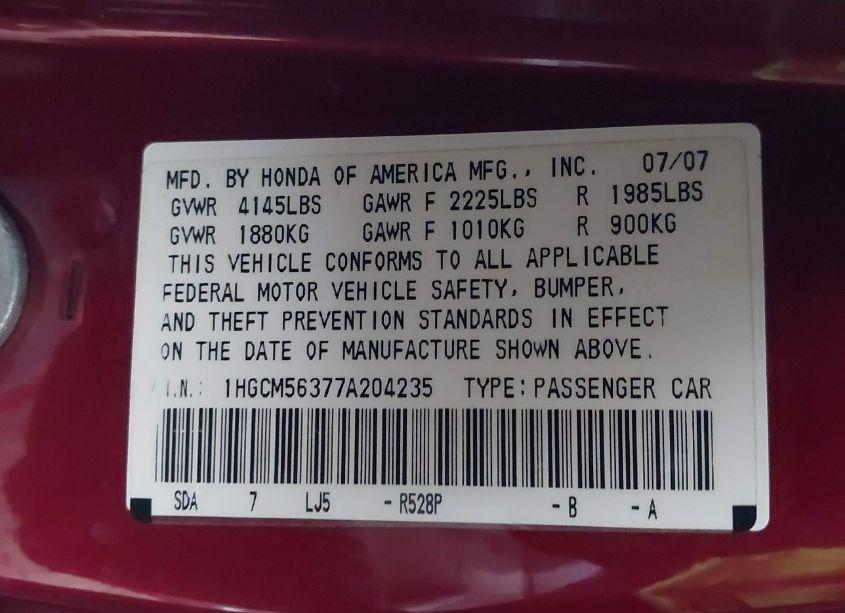 MFD. BY HONDA OF AMERICA MFG., INC. 07/07
GVWR 4145LBS GAWR F 2225LBS R 1985LBS
GVWR 1880KG GAWR F 1010KG R 900KG
THIS VEHICLE CONFORMS TO ALL APPLICABLE
FEDERAL MOTOR VEHICLE SAFETY, BUMPER,
AND THEFT PREVENTION STANDARDS IN EFFECT
ON THE DATE OF MANUFACTURE SHOWN ABOVE.
I.N.: 1HGCM56377A204235 TYPE: PASSENGER CAR
SDA 7 LJ5 - R528P - B - A